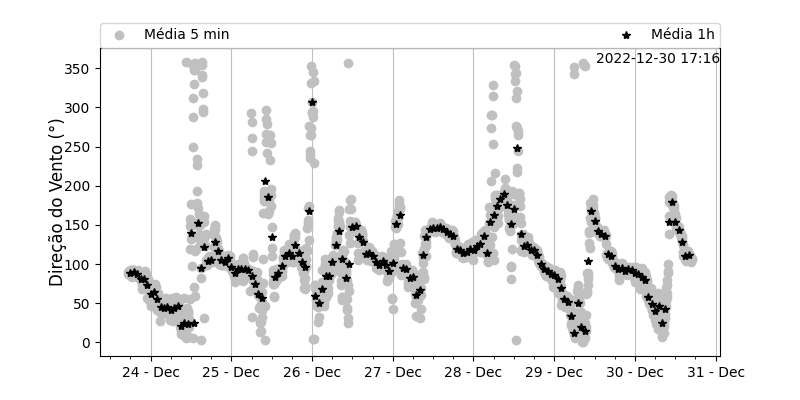 Média 5 min
Média 1h
2022-12-30 17:16
Direção do Vento (°)
350
300
250
200
150
100
50
0
24 - Dec
25 - Dec
26 - Dec
27 - Dec
28 - Dec
29 - Dec
30 - Dec
31 - Dec